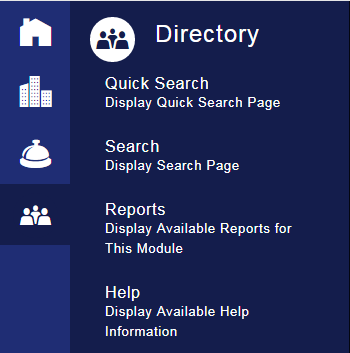 Directory
Quick Search
Display Quick Search Page
Search
Display Search Page
Reports
Display Available Reports for
This Module
Help
Display Available Help
Information